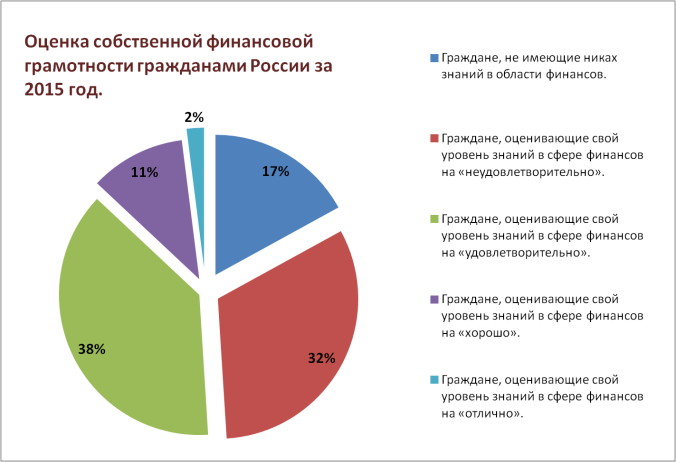 Оценка собственной финансовой
грамотности гражданами России за
2015 год.
2%
11%
17%
38%
32%
Граждане, не имеющие никах
знаний в области финансов.
Граждане, оценивающие свой
уровень знаний в сфере финансов
на «неудовлетворительно».
Граждане, оценивающие свой
уровень знаний в сфере финансов
на «удовлетворительно».
Граждане, оценивающие свой
уровень знаний в сфере финансов
на «хорошо».
Граждане, оценивающие свой
уровень знаний в сфере финансов
на «отлично».